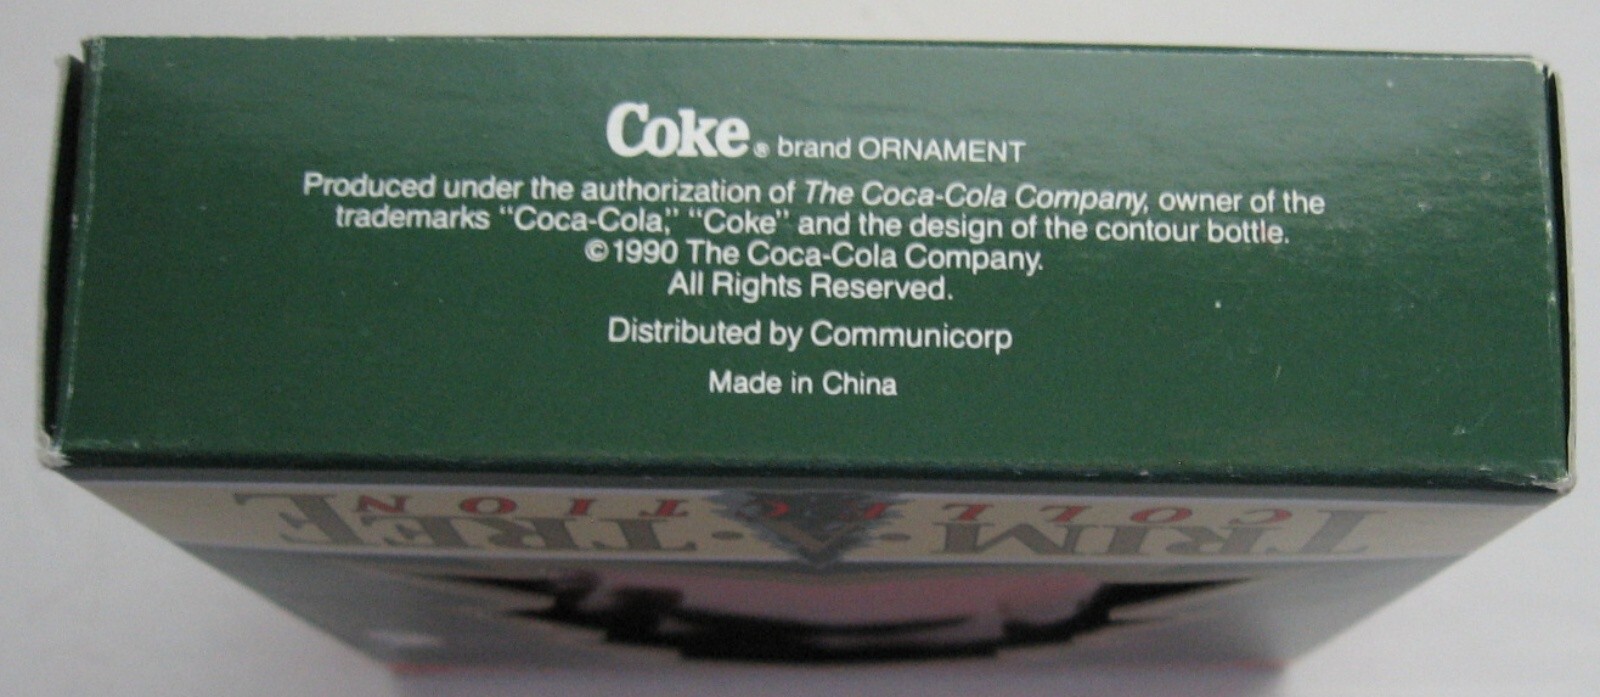 Coke® brand ORNAMENT
Produced under the authorization of The Coca-Cola Company, owner of the
trademarks "Coca-Cola," "Coke" and the design of the contour bottle.
©1990 The Coca-Cola Company.
All Rights Reserved.
Distributed by Communicorp
Made in China
TRIM • A • TREE
COLLECTION